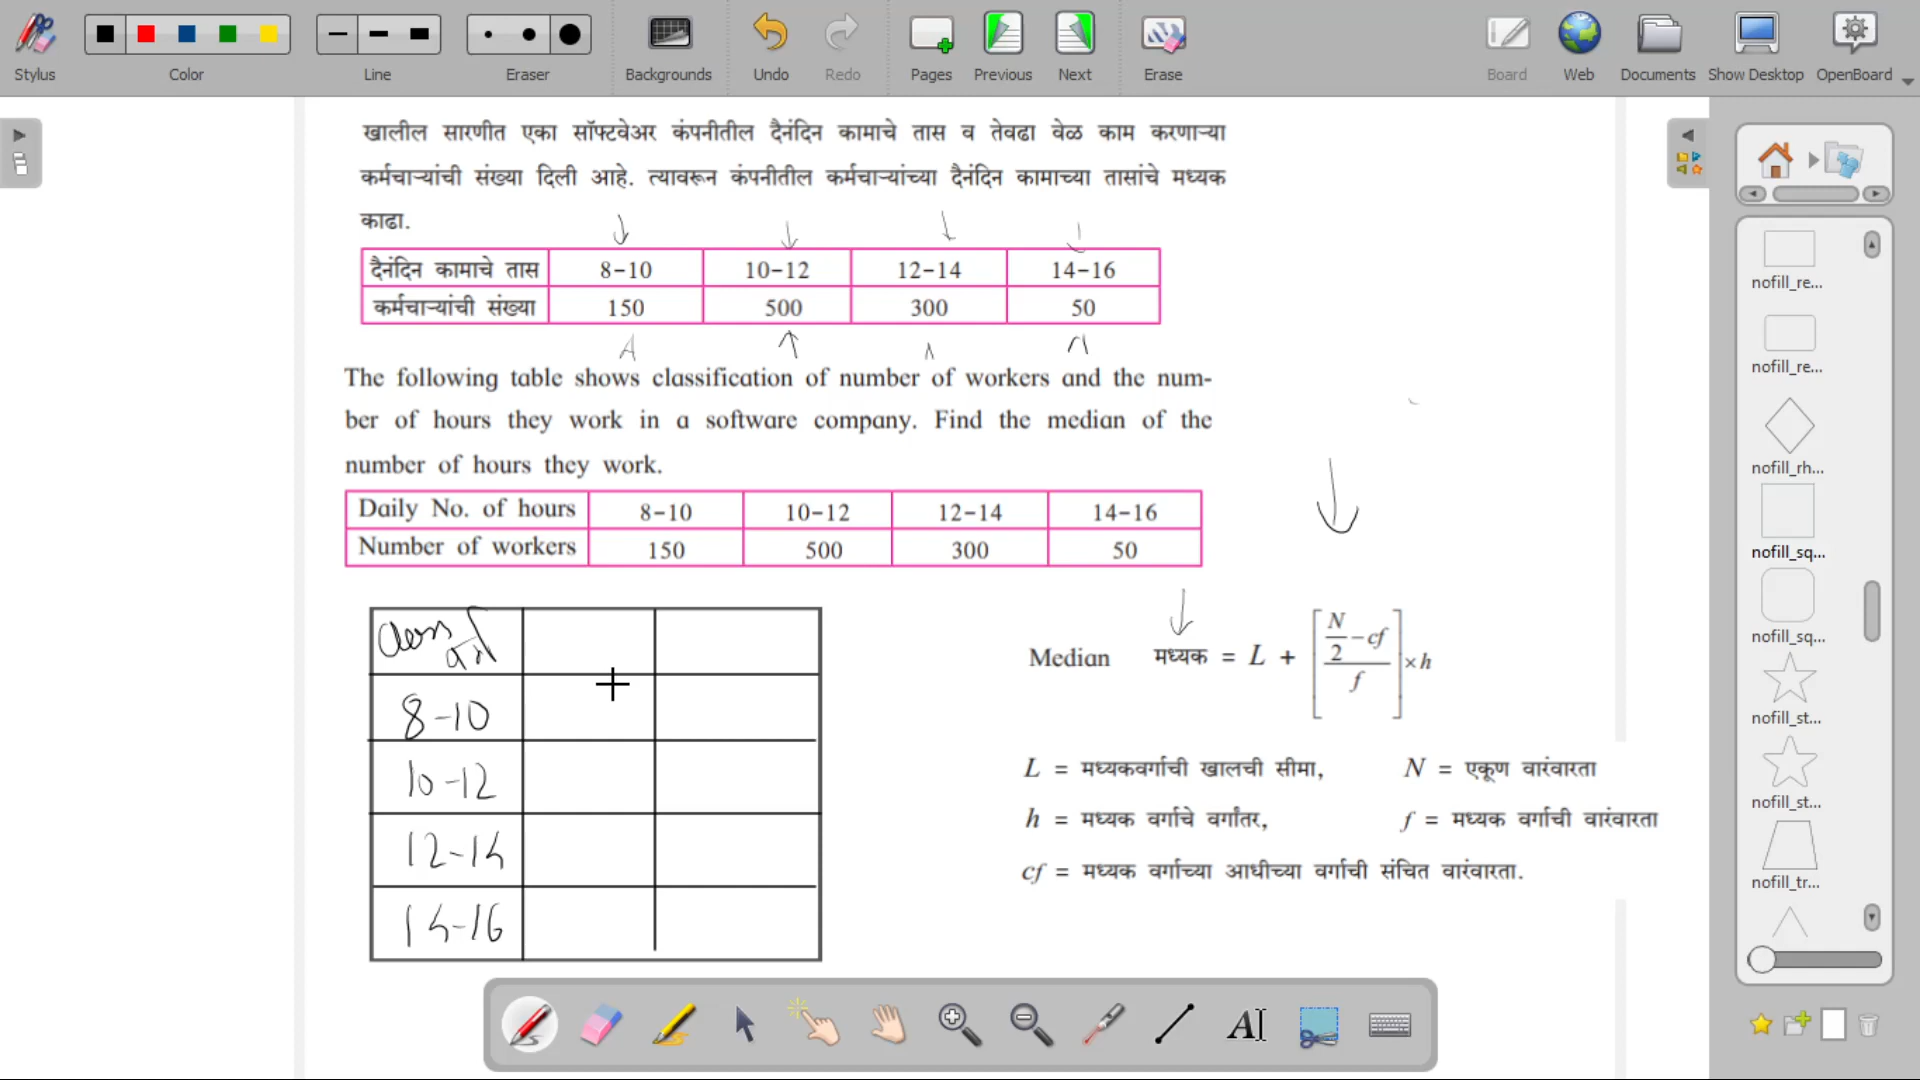 Stylus
Color
Line
Eraser
Backgrounds
Undo
Redo
Pages
Previous
Next
Erase
Board
Web
Documents
Show Desktop
OpenBoard
खालील सारणीत एका सॉफ्टवेअर कंपनीतील दैनंदिन कामाचे तास व तेवढा वेळ काम करणाऱ्या
कर्मचाऱ्यांची संख्या दिली आहे. त्यावरून कंपनीतील कर्मचाऱ्यांच्या दैनंदिन कामाच्या तासांचे मध्यक
काढा.
दैनंदिन कामाचे तास 8-10 10-12 12-14 14-16
कर्मचाऱ्यांची संख्या 150 500 300 50
The following table shows classification of number of workers and the num-
ber of hours they work in a software company. Find the median of the
number of hours they work.
Daily No. of hours 8-10 10-12 12-14 14-16
Number of workers 150 500 300 50
Class
वर्ग
8-10
10-12
12-14
14-16
Median मध्यक = L + [(N/2 - cf)/f] × h
L = मध्यकवर्गाची खालची सीमा, N = एकूण वारंवारता
h = मध्यक वर्गाचे वर्गांतर, f = मध्यक वर्गाची वारंवारता
cf = मध्यक वर्गाच्या आधीच्या वर्गाची संचित वारंवारता.
nofill_re...
nofill_re...
nofill_rh...
nofill_sq...
nofill_sq...
nofill_st...
nofill_st...
nofill_tr...